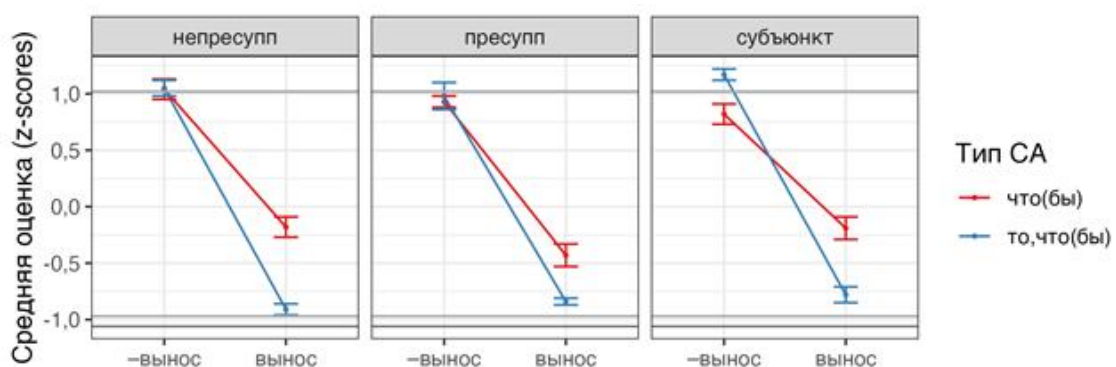 Средняя оценка (z-scores)
непресупп
пресупп
субъюнкт
1,0
0,5
0,0
-0,5
-1,0
–вынос вынос
–вынос вынос
–вынос вынос
Тип СА
что(бы)
то,что(бы)